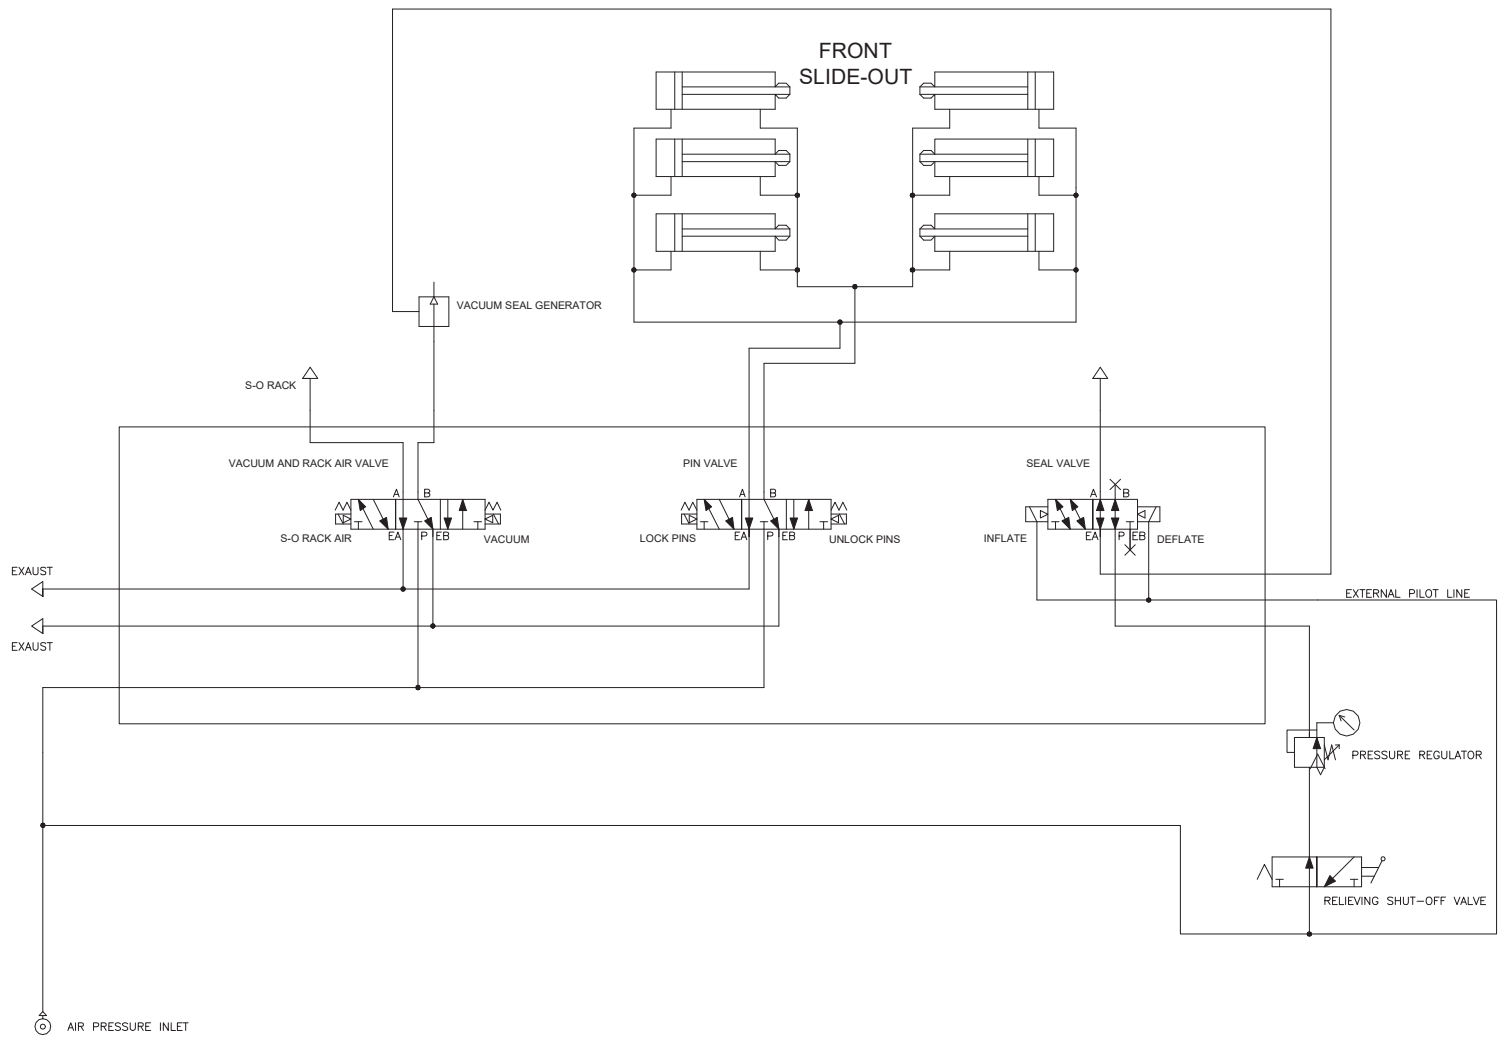 FRONT
SLIDE-OUT
VACUUM SEAL GENERATOR
S-O RACK
VACUUM AND RACK AIR VALVE
PIN VALVE
SEAL VALVE
A B
A B
A B
S-O RACK AIR
EA P EB
VACUUM
LOCK PINS
EA P EB
UNLOCK PINS
INFLATE
EA P EB
DEFLATE
EXAUST
EXTERNAL PILOT LINE
EXAUST
PRESSURE REGULATOR
RELIEVING SHUT-OFF VALVE
AIR PRESSURE INLET